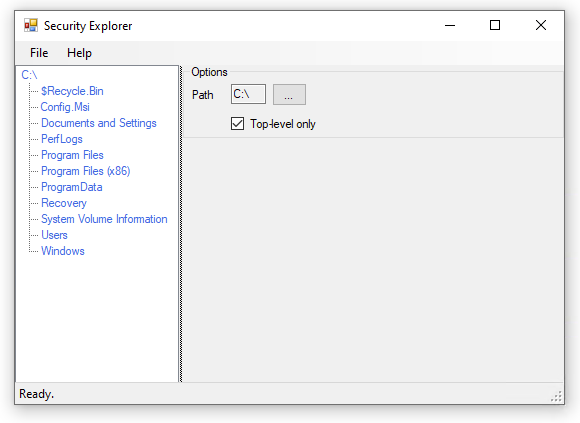 Security Explorer
File Help
C:\
$Recycle.Bin
Config.Msi
Documents and Settings
PerfLogs
Program Files
Program Files (x86)
ProgramData
Recovery
System Volume Information
Users
Windows
Options
Path C:\ ...
Top-level only
Ready.